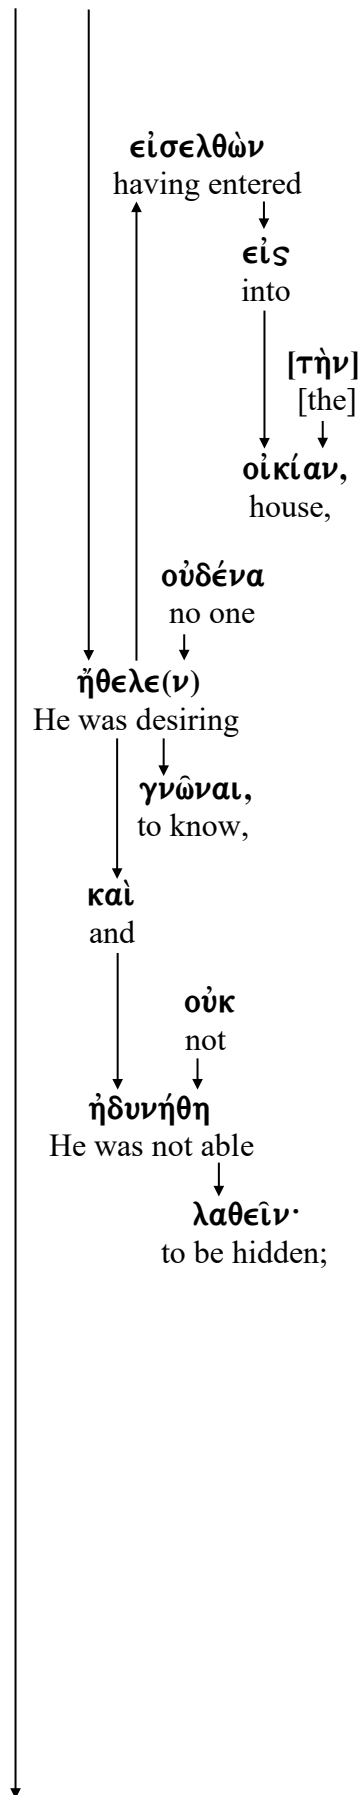 εἰσελθὼν
having entered
εἰς
into
[τὴν]
[the]
οἰκίαν,
house,
οὐδένα
no one
ἤθελε(ν)
He was desiring
γνῶναι,
to know,
καὶ
and
οὐκ
not
ἠδυνήθη
He was not able
λαθεῖν·
to be hidden;